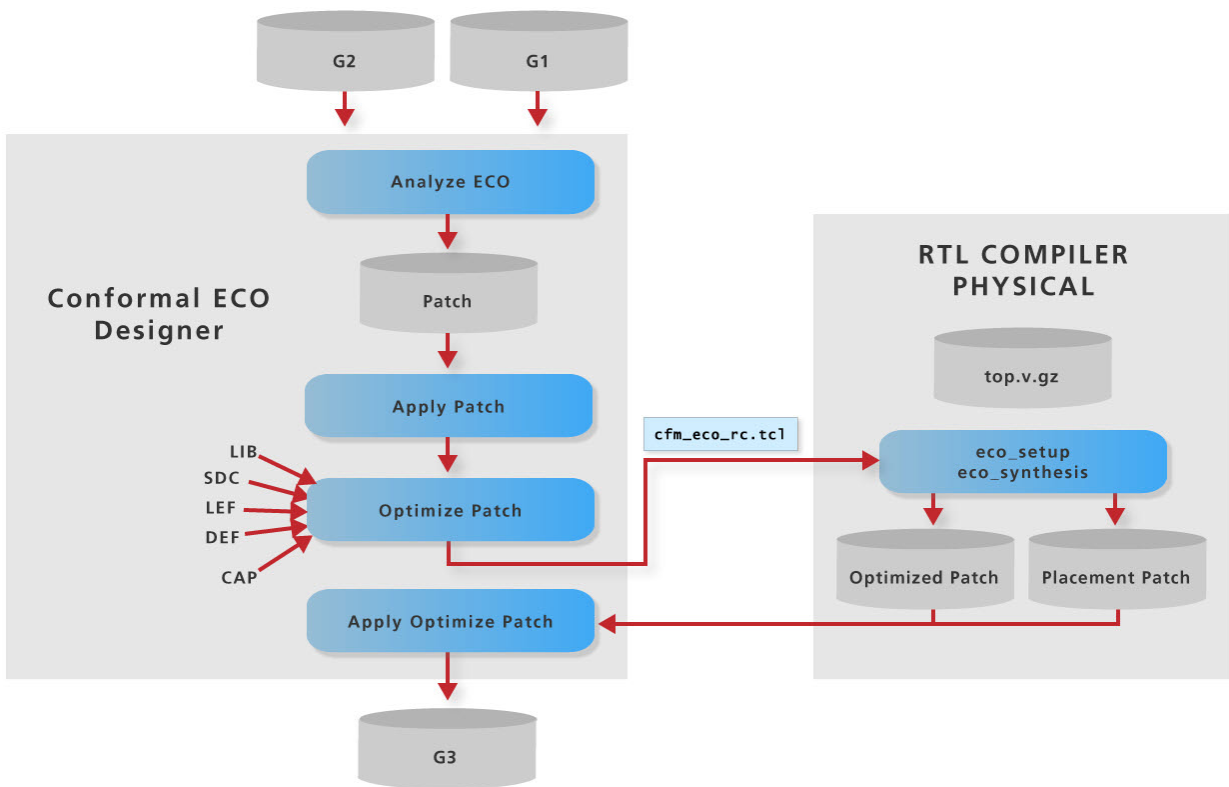 G2
G1
Analyze ECO
Conformal ECO
Designer
Patch
Apply Patch
LIB
SDC
LEF
DEF
CAP
Optimize Patch
Apply Optimize Patch
G3
cfm_eco_rc.tcl
RTL COMPILER
PHYSICAL
top.v.gz
eco_setup
eco_synthesis
Optimized Patch
Placement Patch